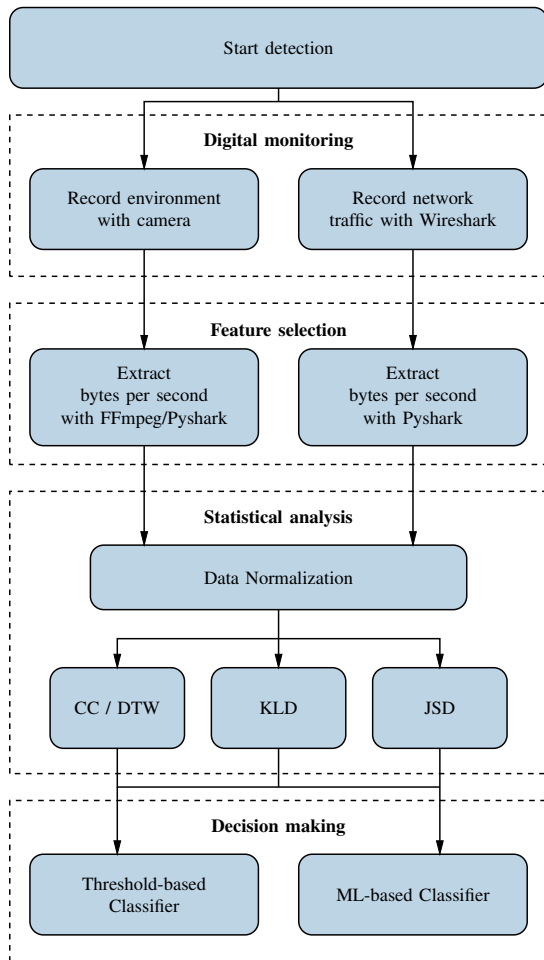 Start detection
Digital monitoring
Record environment
with camera
Record network
traffic with Wireshark
Feature selection
Extract
bytes per second
with FFmpeg/Pyshark
Extract
bytes per second
with Pyshark
Statistical analysis
Data Normalization
CC / DTW
KLD
JSD
Decision making
Threshold-based
Classifier
ML-based Classifier